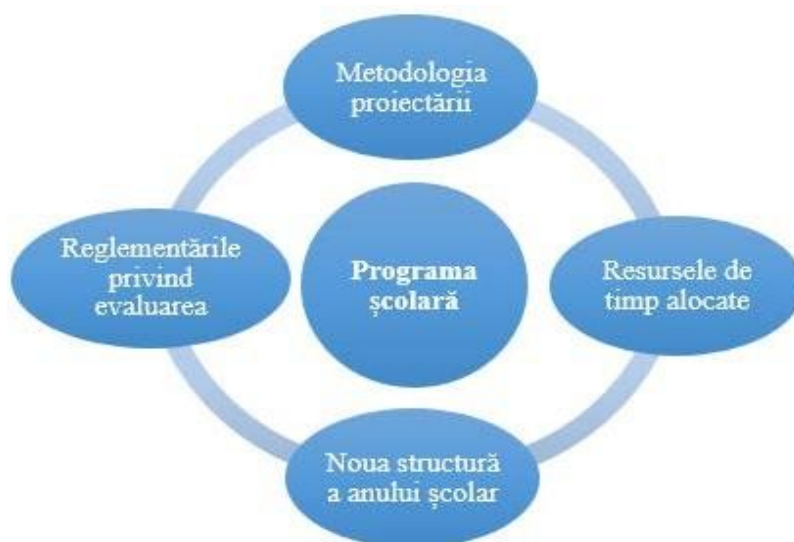 Metodologia
proiectării
Reglementările
privind
evaluarea
Programa
școlară
Resursele de
timp alocate
Noua structură
a anului școlar